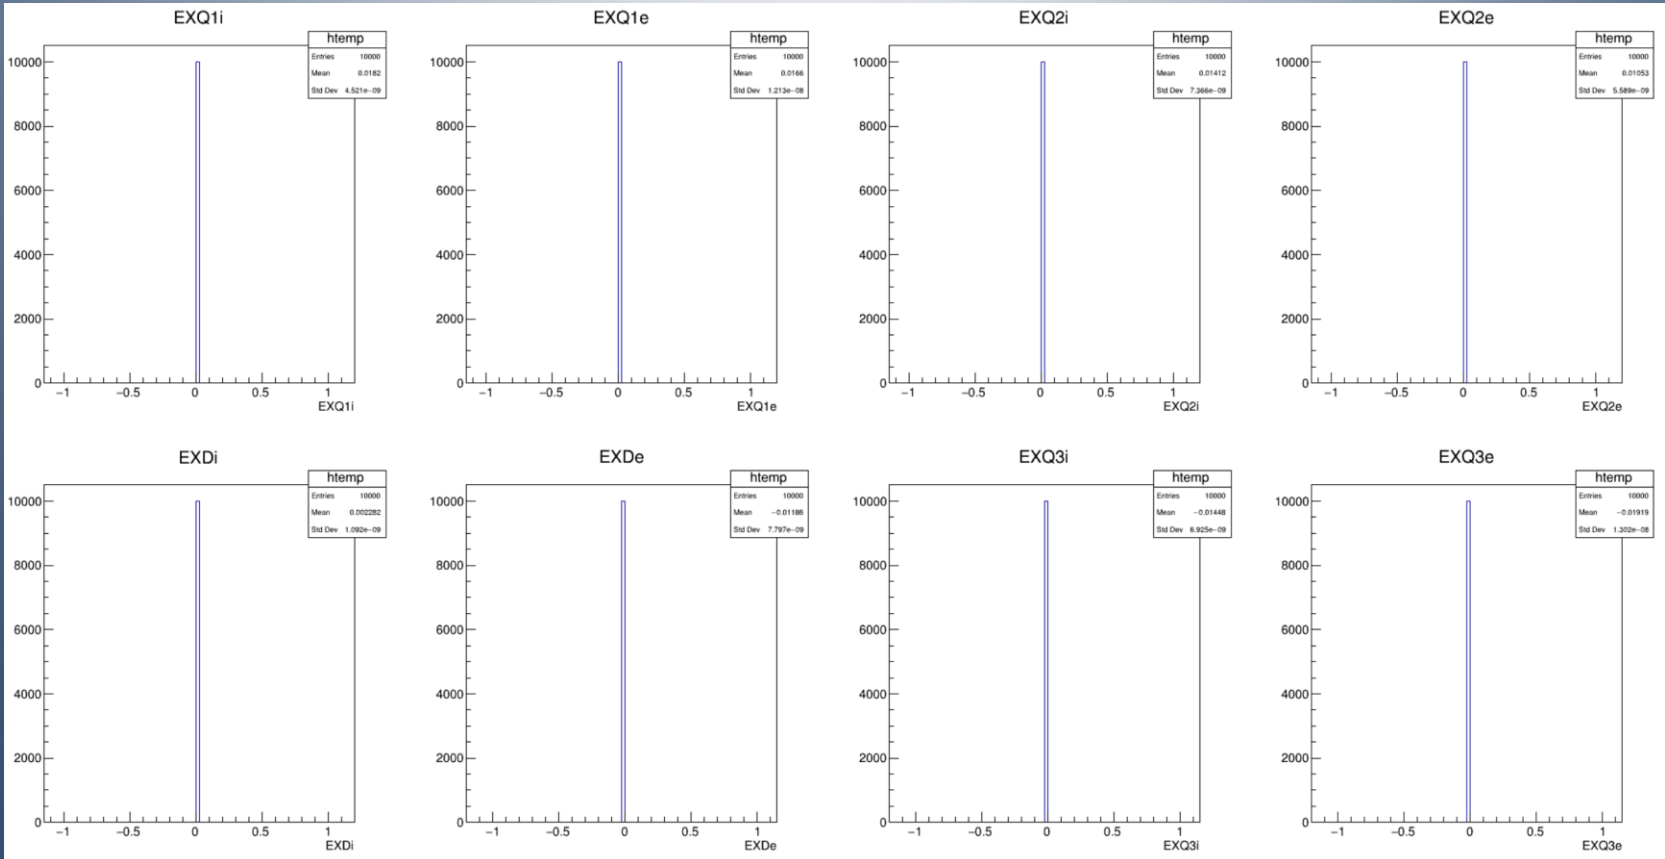 EXQ1i
htemp
Entries 10000
Mean 0.0182
Std Dev 4.521e−09
10000
8000
6000
4000
2000
0
−1 −0.5 0 0.5 1
EXQ1i
EXQ1e
htemp
Entries 10000
Mean 0.0166
Std Dev 1.213e−08
10000
8000
6000
4000
2000
0
−1 −0.5 0 0.5 1
EXQ1e
EXQ2i
htemp
Entries 10000
Mean 0.01412
Std Dev 7.366e−09
10000
8000
6000
4000
2000
0
−1 −0.5 0 0.5 1
EXQ2i
EXQ2e
htemp
Entries 10000
Mean 0.01053
Std Dev 5.589e−09
10000
8000
6000
4000
2000
0
−1 −0.5 0 0.5 1
EXQ2e
EXDi
htemp
Entries 10000
Mean 0.002282
Std Dev 1.092e−09
10000
8000
6000
4000
2000
0
−1 −0.5 0 0.5 1
EXDi
EXDe
htemp
Entries 10000
Mean −0.01186
Std Dev 7.797e−09
10000
8000
6000
4000
2000
0
−1 −0.5 0 0.5 1
EXDe
EXQ3i
htemp
Entries 10000
Mean −0.01448
Std Dev 6.925e−09
10000
8000
6000
4000
2000
0
−1 −0.5 0 0.5 1
EXQ3i
EXQ3e
htemp
Entries 10000
Mean −0.01919
Std Dev 1.302e−08
10000
8000
6000
4000
2000
0
−1 −0.5 0 0.5 1
EXQ3e